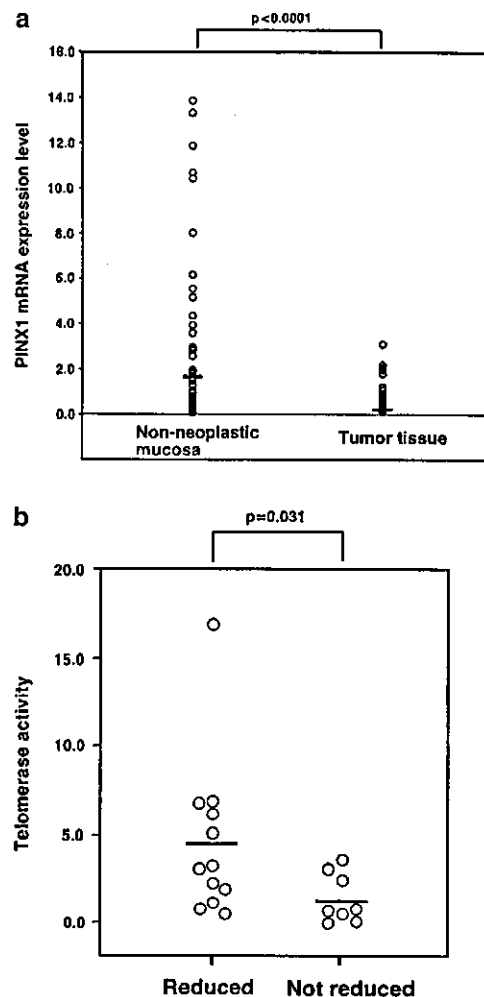 a
p<0.0001
PINX1 mRNA expression level
16.0
14.0
12.0
10.0
8.0
6.0
4.0
2.0
0.0
Non-neoplastic
mucosa
Tumor tissue
b
p=0.031
Telomerase activity
20.0
15.0
10.0
5.0
0.0
Reduced
Not reduced